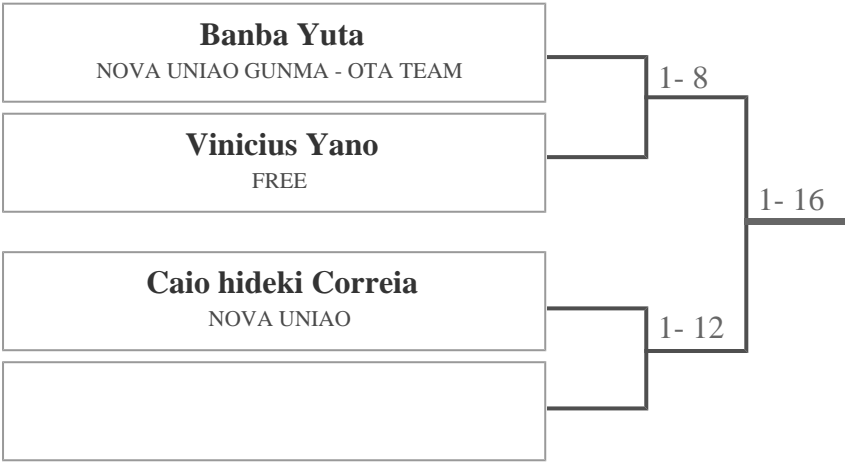 Banba Yuta
NOVA UNIAO GUNMA - OTA TEAM
1- 8
Vinicius Yano
FREE
1- 16
Caio hideki Correia
NOVA UNIAO
1- 12